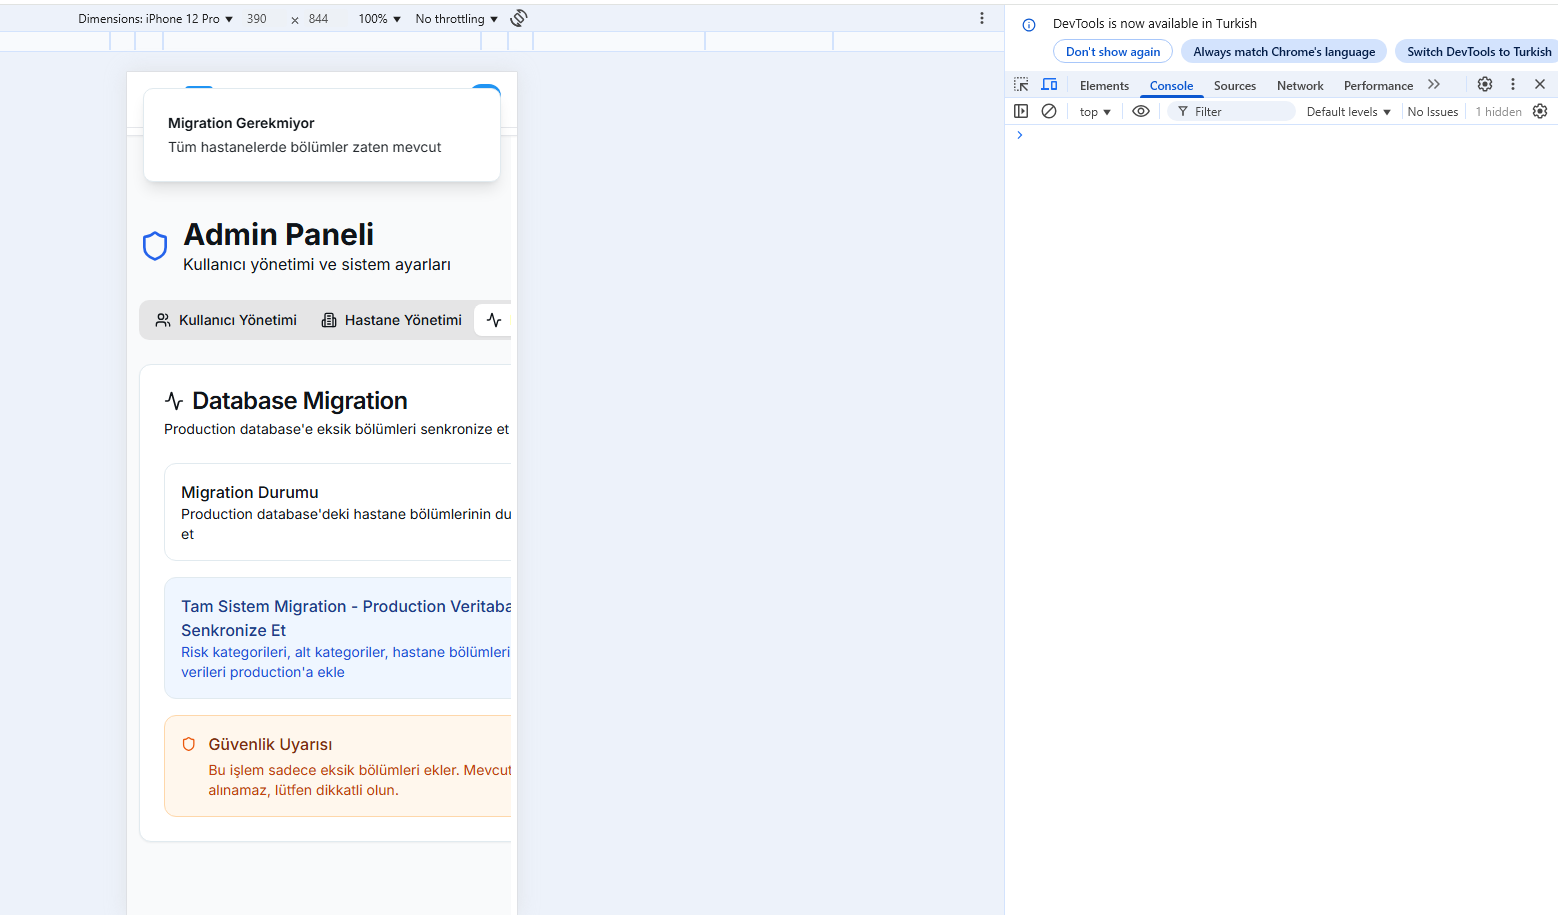 Dimensions: iPhone 12 Pro ▼ 390 × 844 100% ▼ No throttling ▼
DevTools is now available in Turkish
Don't show again Always match Chrome's language Switch DevTools to Turkish
Elements Console Sources Network Performance
top ▼ Filter Default levels ▼ No Issues 1 hidden
Migration Gerekmiyor
Tüm hastanelerde bölümler zaten mevcut
Admin Paneli
Kullanıcı yönetimi ve sistem ayarları
Kullanıcı Yönetimi Hastane Yönetimi
Database Migration
Production database'e eksik bölümleri senkronize et
Migration Durumu
Production database'deki hastane bölümlerinin du
et
Tam Sistem Migration - Production Veritaba
Senkronize Et
Risk kategorileri, alt kategoriler, hastane bölümleri
verileri production'a ekle
Güvenlik Uyarısı
Bu işlem sadece eksik bölümleri ekler. Mevcut
alınamaz, lütfen dikkatli olun.